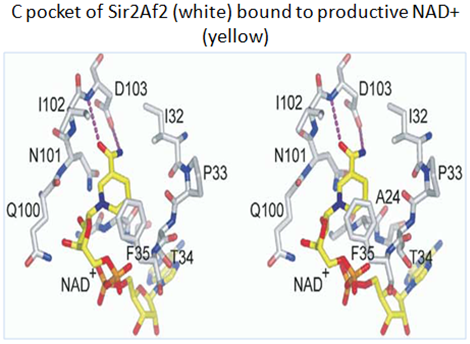 C pocket of Sir2Af2 (white) bound to productive NAD+
(yellow)
D103
I102
I32
N101
P33
Q100
F35
T34
NAD+
D103
I102
I32
N101
P33
A24
Q100
F35
T34
NAD+